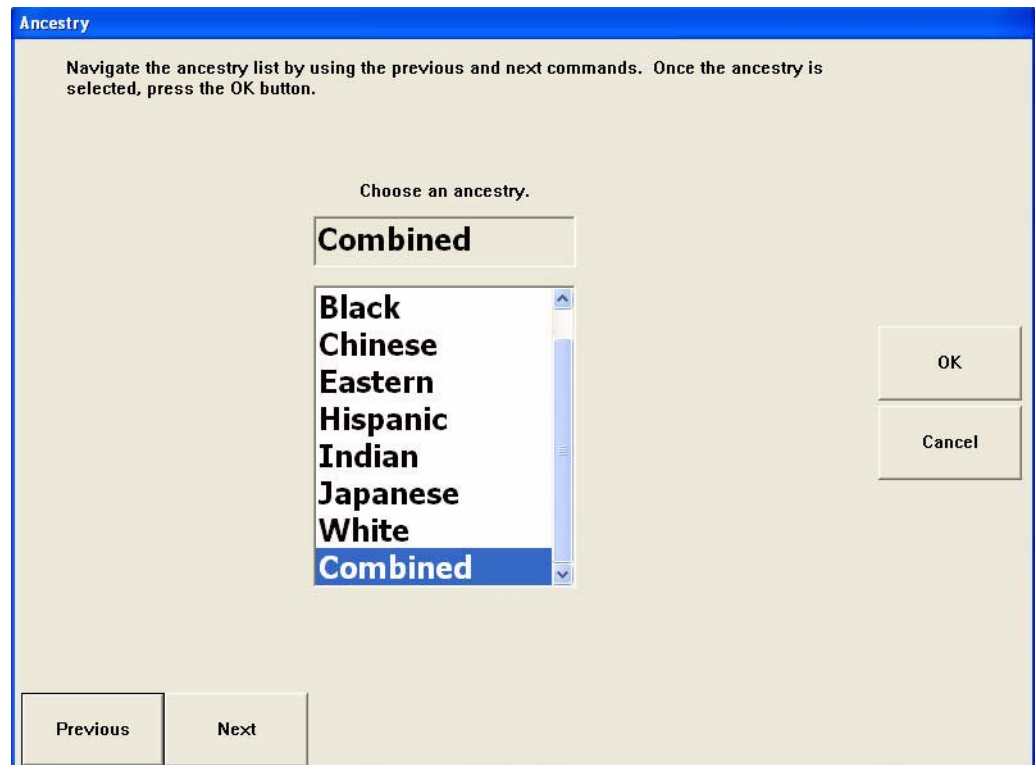 Ancestry
Navigate the ancestry list by using the previous and next commands.  Once the ancestry is
selected, press the OK button.
Choose an ancestry.
Combined
Black
Chinese
Eastern
Hispanic
Indian
Japanese
White
Combined
OK
Cancel
Previous
Next